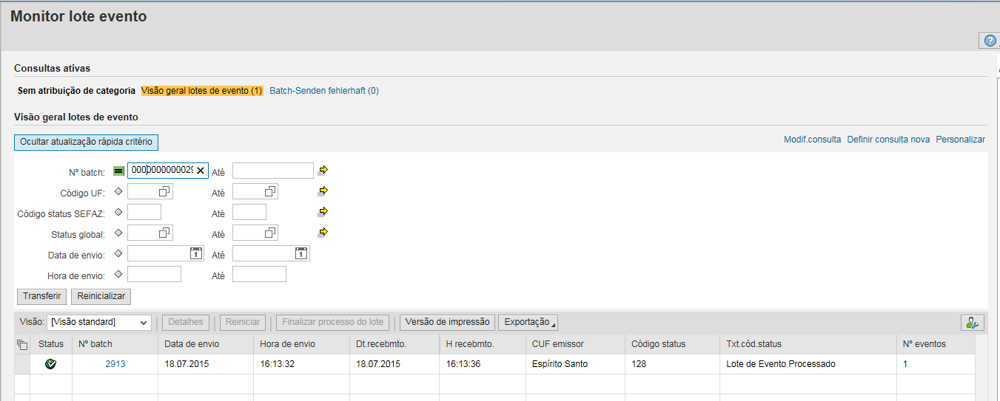 Monitor lote evento
?
Consultas ativas
Sem atribuição de categoria Visão geral lotes de evento (1) Batch-Senden fehlerhaft (0)
Visão geral lotes de evento
Ocultar atualização rápida critério Modif.consulta Definir consulta nova Personalizar
Nº batch: 000000000029 Até
Código UF: Até
Código status SEFAZ: Até
Status global: Até
Data de envio: 1 Até 1
Hora de envio: Até
Transferir Reinicializar
Visão: [Visão standard] Detalhes Reiniciar Finalizar processo do lote Versão de impressão Exportação
Status Nº batch Data de envio Hora de envio Dt.recebmto. H recebmto. CUF emissor Código status Txt.cód.status Nº eventos
2913 18.07.2015 16:13:32 18.07.2015 16:13:36 Espírito Santo 128 Lote de Evento Processado 1